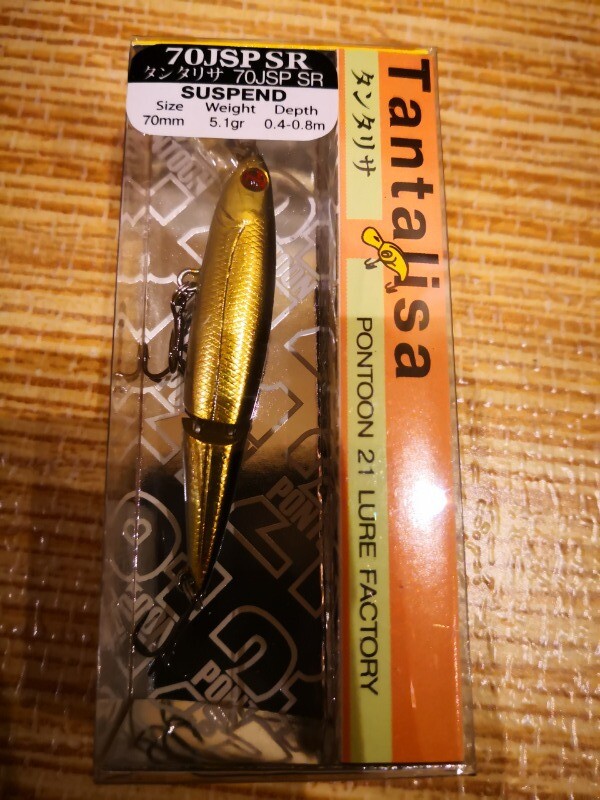 70JSP SR
タンタリサ 70JSP SR
SUSPEND
Size Weight Depth
70mm 5.1gr 0.4-0.8m
Tantalisa
タンタリサ
PONTOON 21 LURE FACTORY